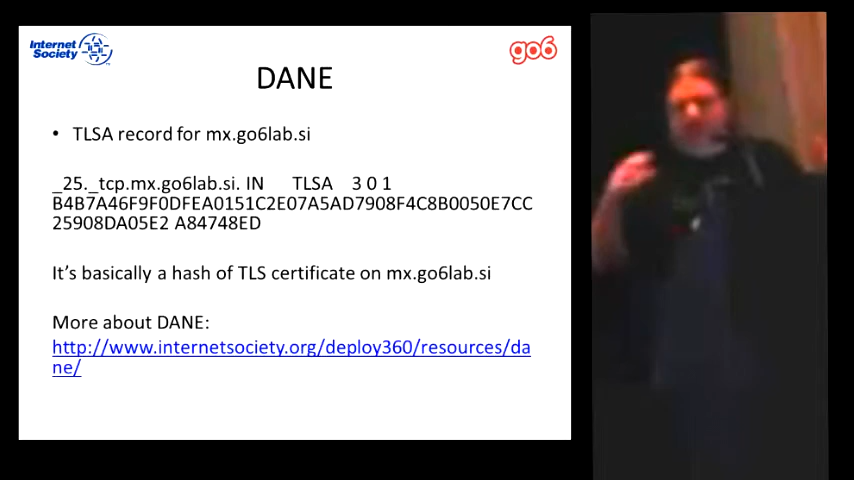 Internet
Society
go6
DANE
• TLSA record for mx.go6lab.si
_25._tcp.mx.go6lab.si. IN TLSA 3 0 1
B4B7A46F9F0DFEA0151C2E07A5AD7908F4C8B0050E7CC
25908DA05E2 A84748ED
It's basically a hash of TLS certificate on mx.go6lab.si
More about DANE:
http://www.internetsociety.org/deploy360/resources/da
ne/